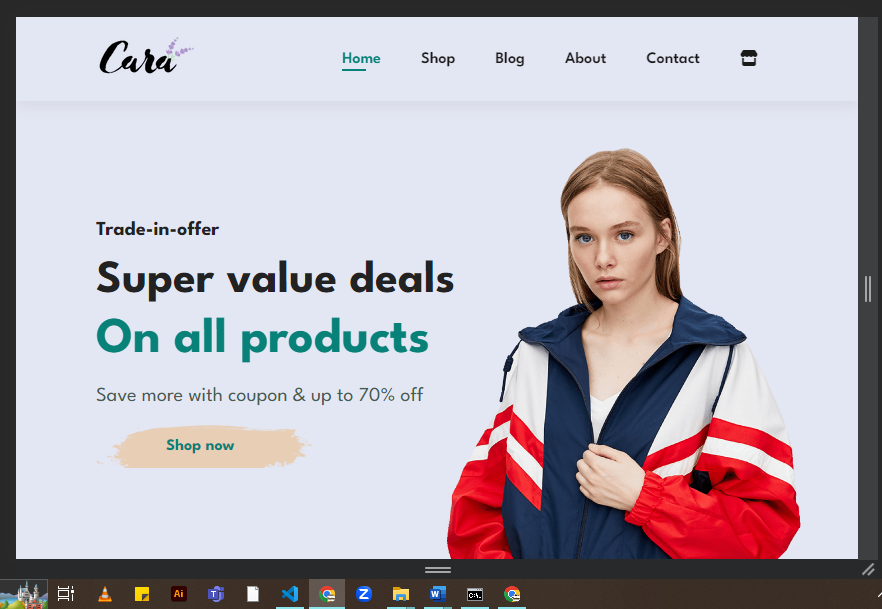 Cara
Home Shop Blog About Contact
Trade-in-offer
Super value deals
On all products
Save more with coupon & up to 70% off
Shop now
Ai
T
Z
W
C:\.